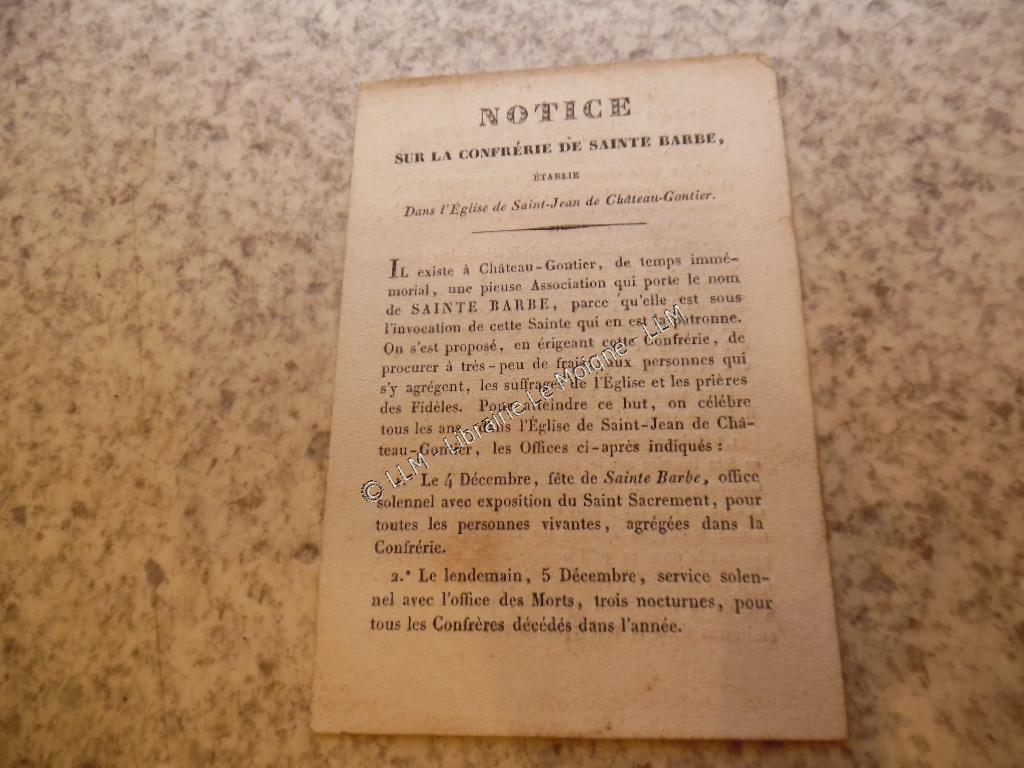 NOTICE
SUR LA CONFRÉRIE DE SAINTE BARBE,
ÉTABLIE
Dans l'Église de Saint-Jean de Château-Gontier.
IL existe à Château-Gontier, de temps immé-
morial, une pieuse Association qui porte le nom
de SAINTE BARBE, parce qu'elle est sous
l'invocation de cette Sainte qui en est la patronne.
On s'est proposé, en érigeant cette Confrérie, de
procurer à très-peu de frais, aux personnes qui
s'y agrégent, les suffrages de l'Église et les prières
des Fidéles. Pour atteindre ce but, on célébre
tous les ans, dans l'Église de Saint-Jean de Châ-
teau-Gontier, les Offices ci-après indiqués :
Le 4 Décembre, fête de Sainte Barbe, office
solennel avec exposition du Saint Sacrement, pour
toutes les personnes vivantes, agrégées dans la
Confrérie.
2.° Le lendemain, 5 Décembre, service solen-
nel avec l'office des Morts, trois nocturnes, pour
tous les Confrères décédés dans l'année.
© LLM - Librairie Le Moigne - LLM